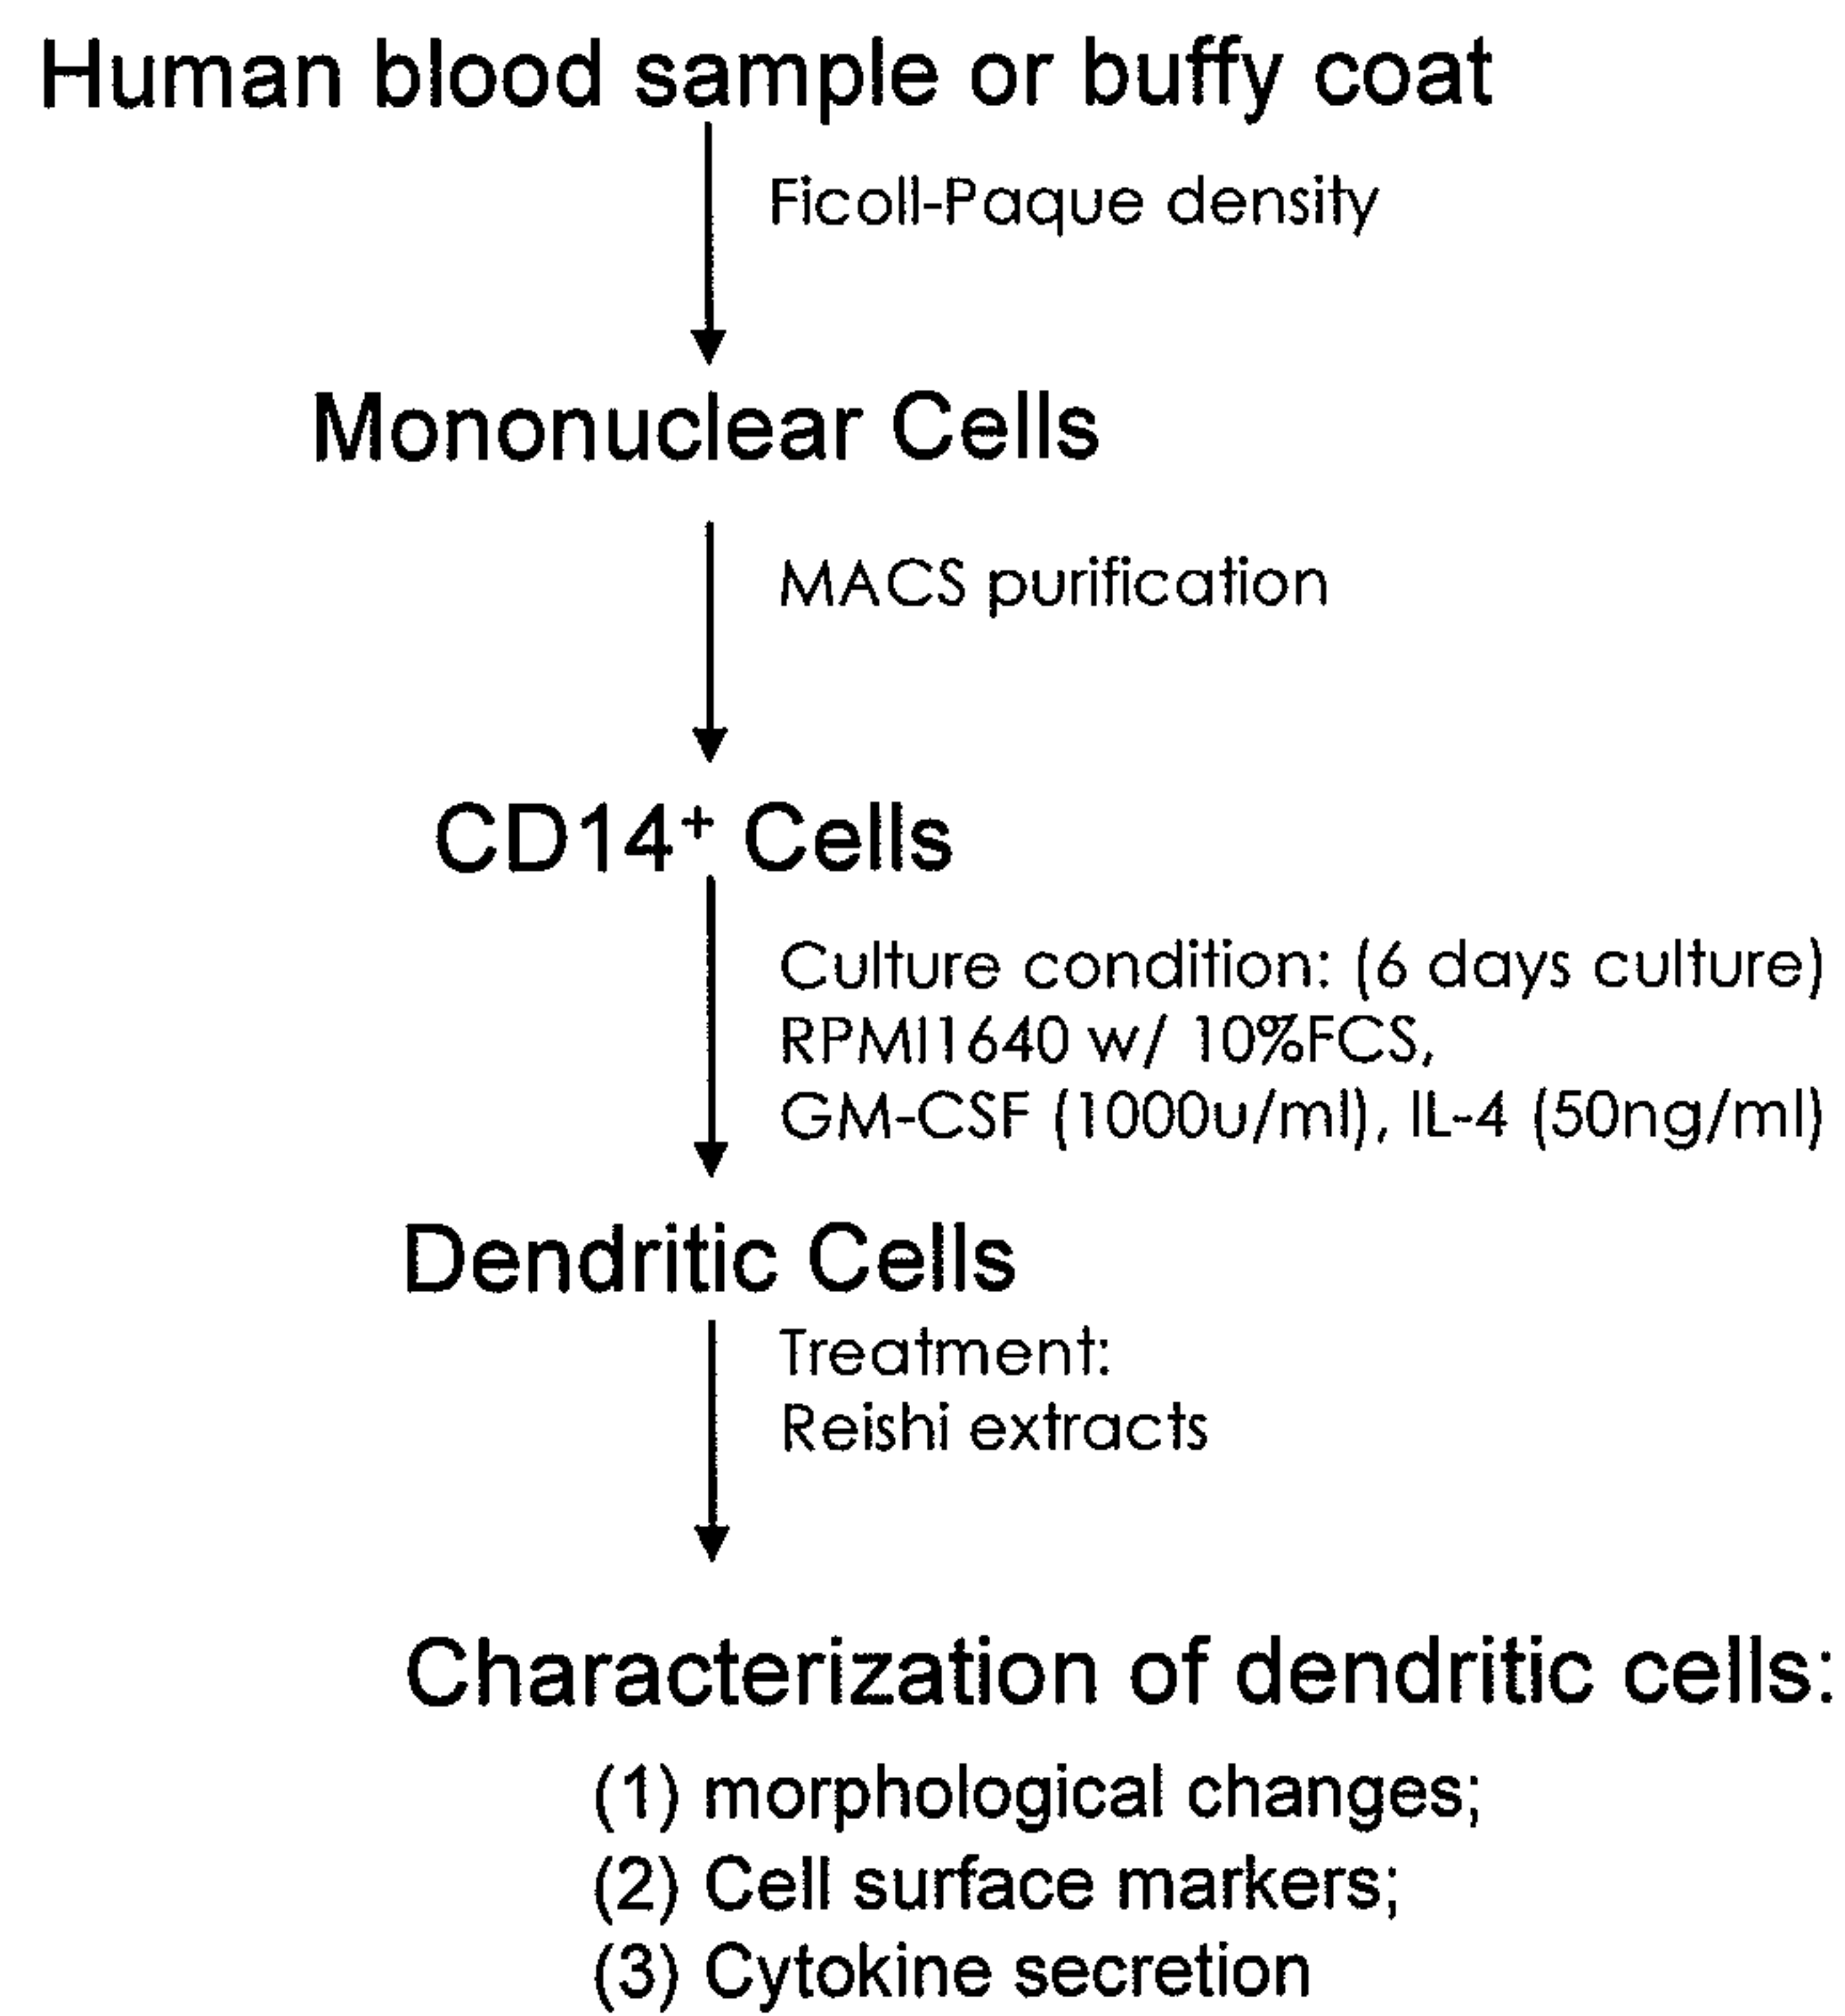 Human blood sample or buffy coat
Ficoll-Paque density
Mononuclear Cells
MACS purification
CD14⁺ Cells
Culture condition: (6 days culture)
RPMI1640 w/ 10%FCS,
GM-CSF (1000u/ml), IL-4 (50ng/ml)
Dendritic Cells
Treatment:
Reishi extracts
Characterization of dendritic cells:
(1) morphological changes;
(2) Cell surface markers;
(3) Cytokine secretion